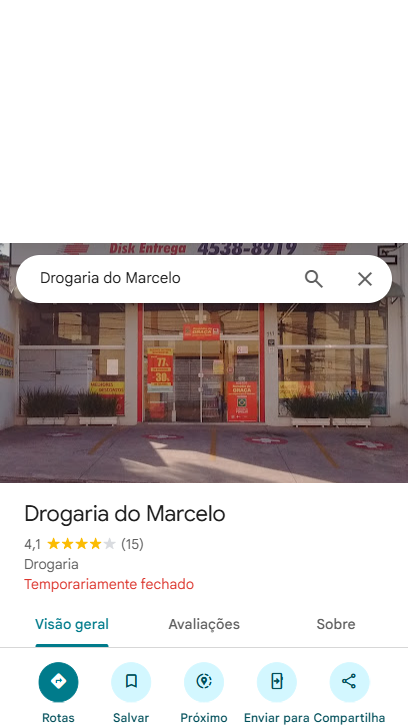 Disk Entrega 4538-8919
Drogaria do Marcelo
Drogaria do Marcelo
4,1 (15)
Drogaria
Temporariamente fechado
Visão geral Avaliações Sobre
Rotas Salvar Próximo Enviar para Compartilha